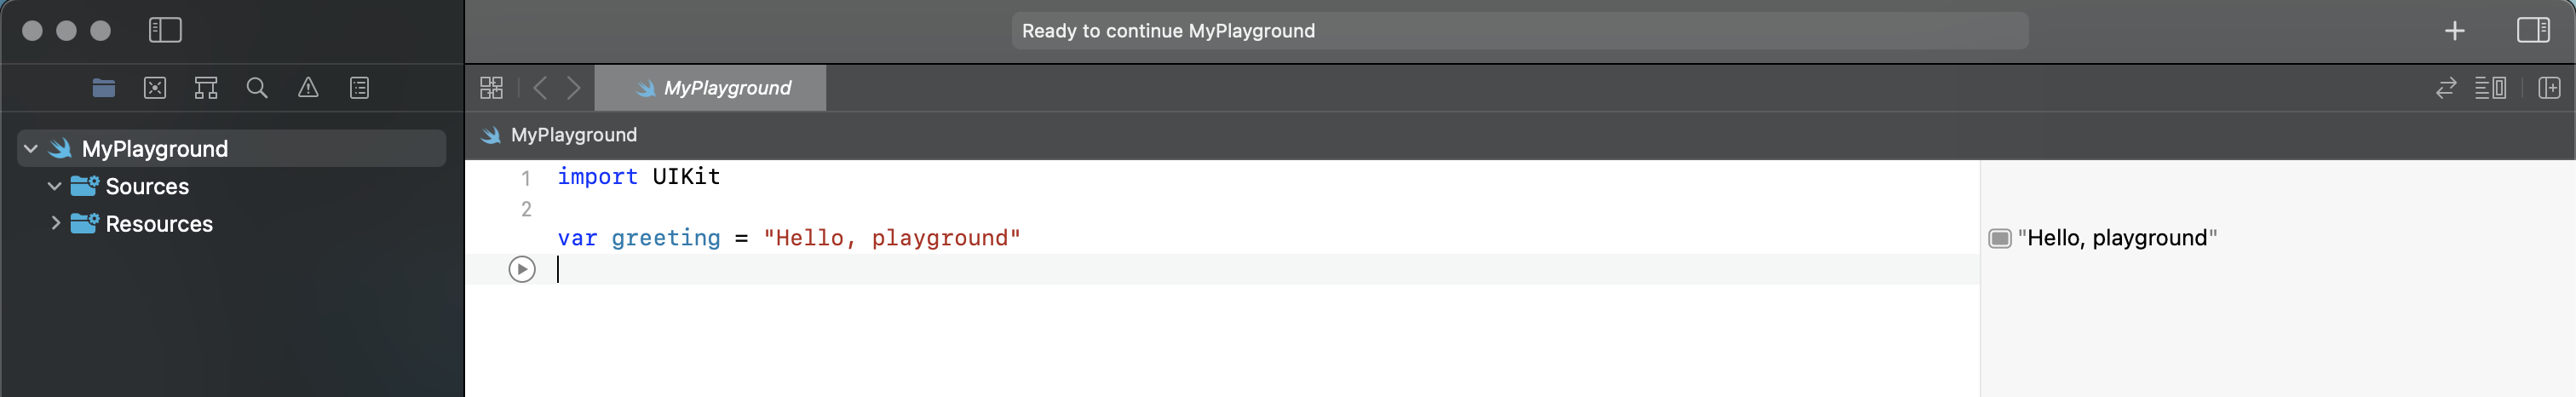 Ready to continue MyPlayground
MyPlayground
MyPlayground
MyPlayground
Sources
Resources
1 import UIKit
2
var greeting = "Hello, playground"
"Hello, playground"